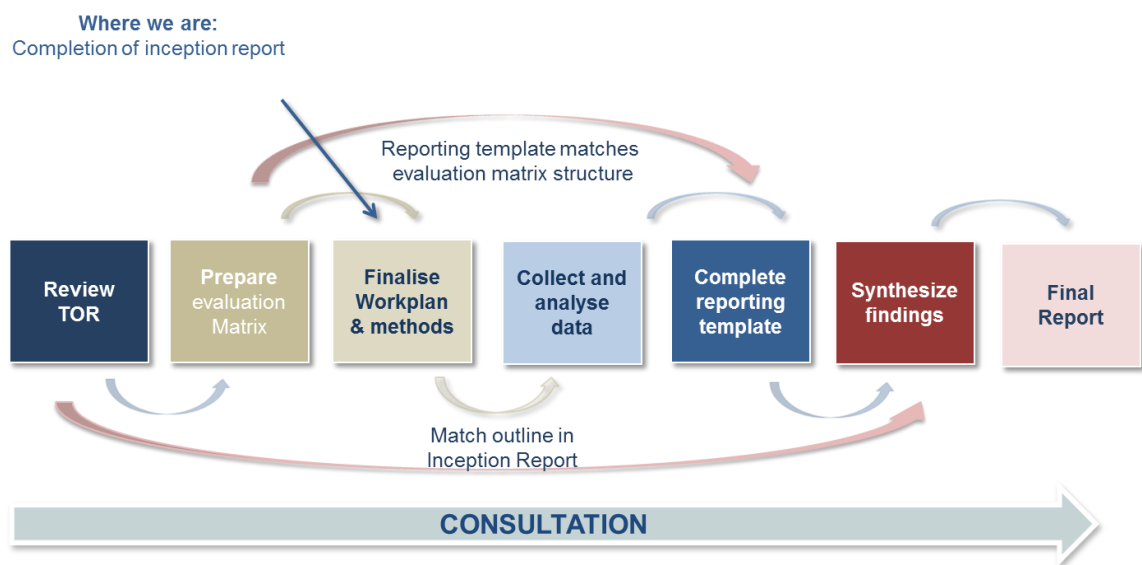 Where we are:
Completion of inception report
Reporting template matches
evaluation matrix structure
Review
TOR
Prepare
evaluation
Matrix
Finalise
Workplan
& methods
Collect and
analyse
data
Complete
reporting
template
Synthesize
findings
Final
Report
Match outline in
Inception Report
CONSULTATION